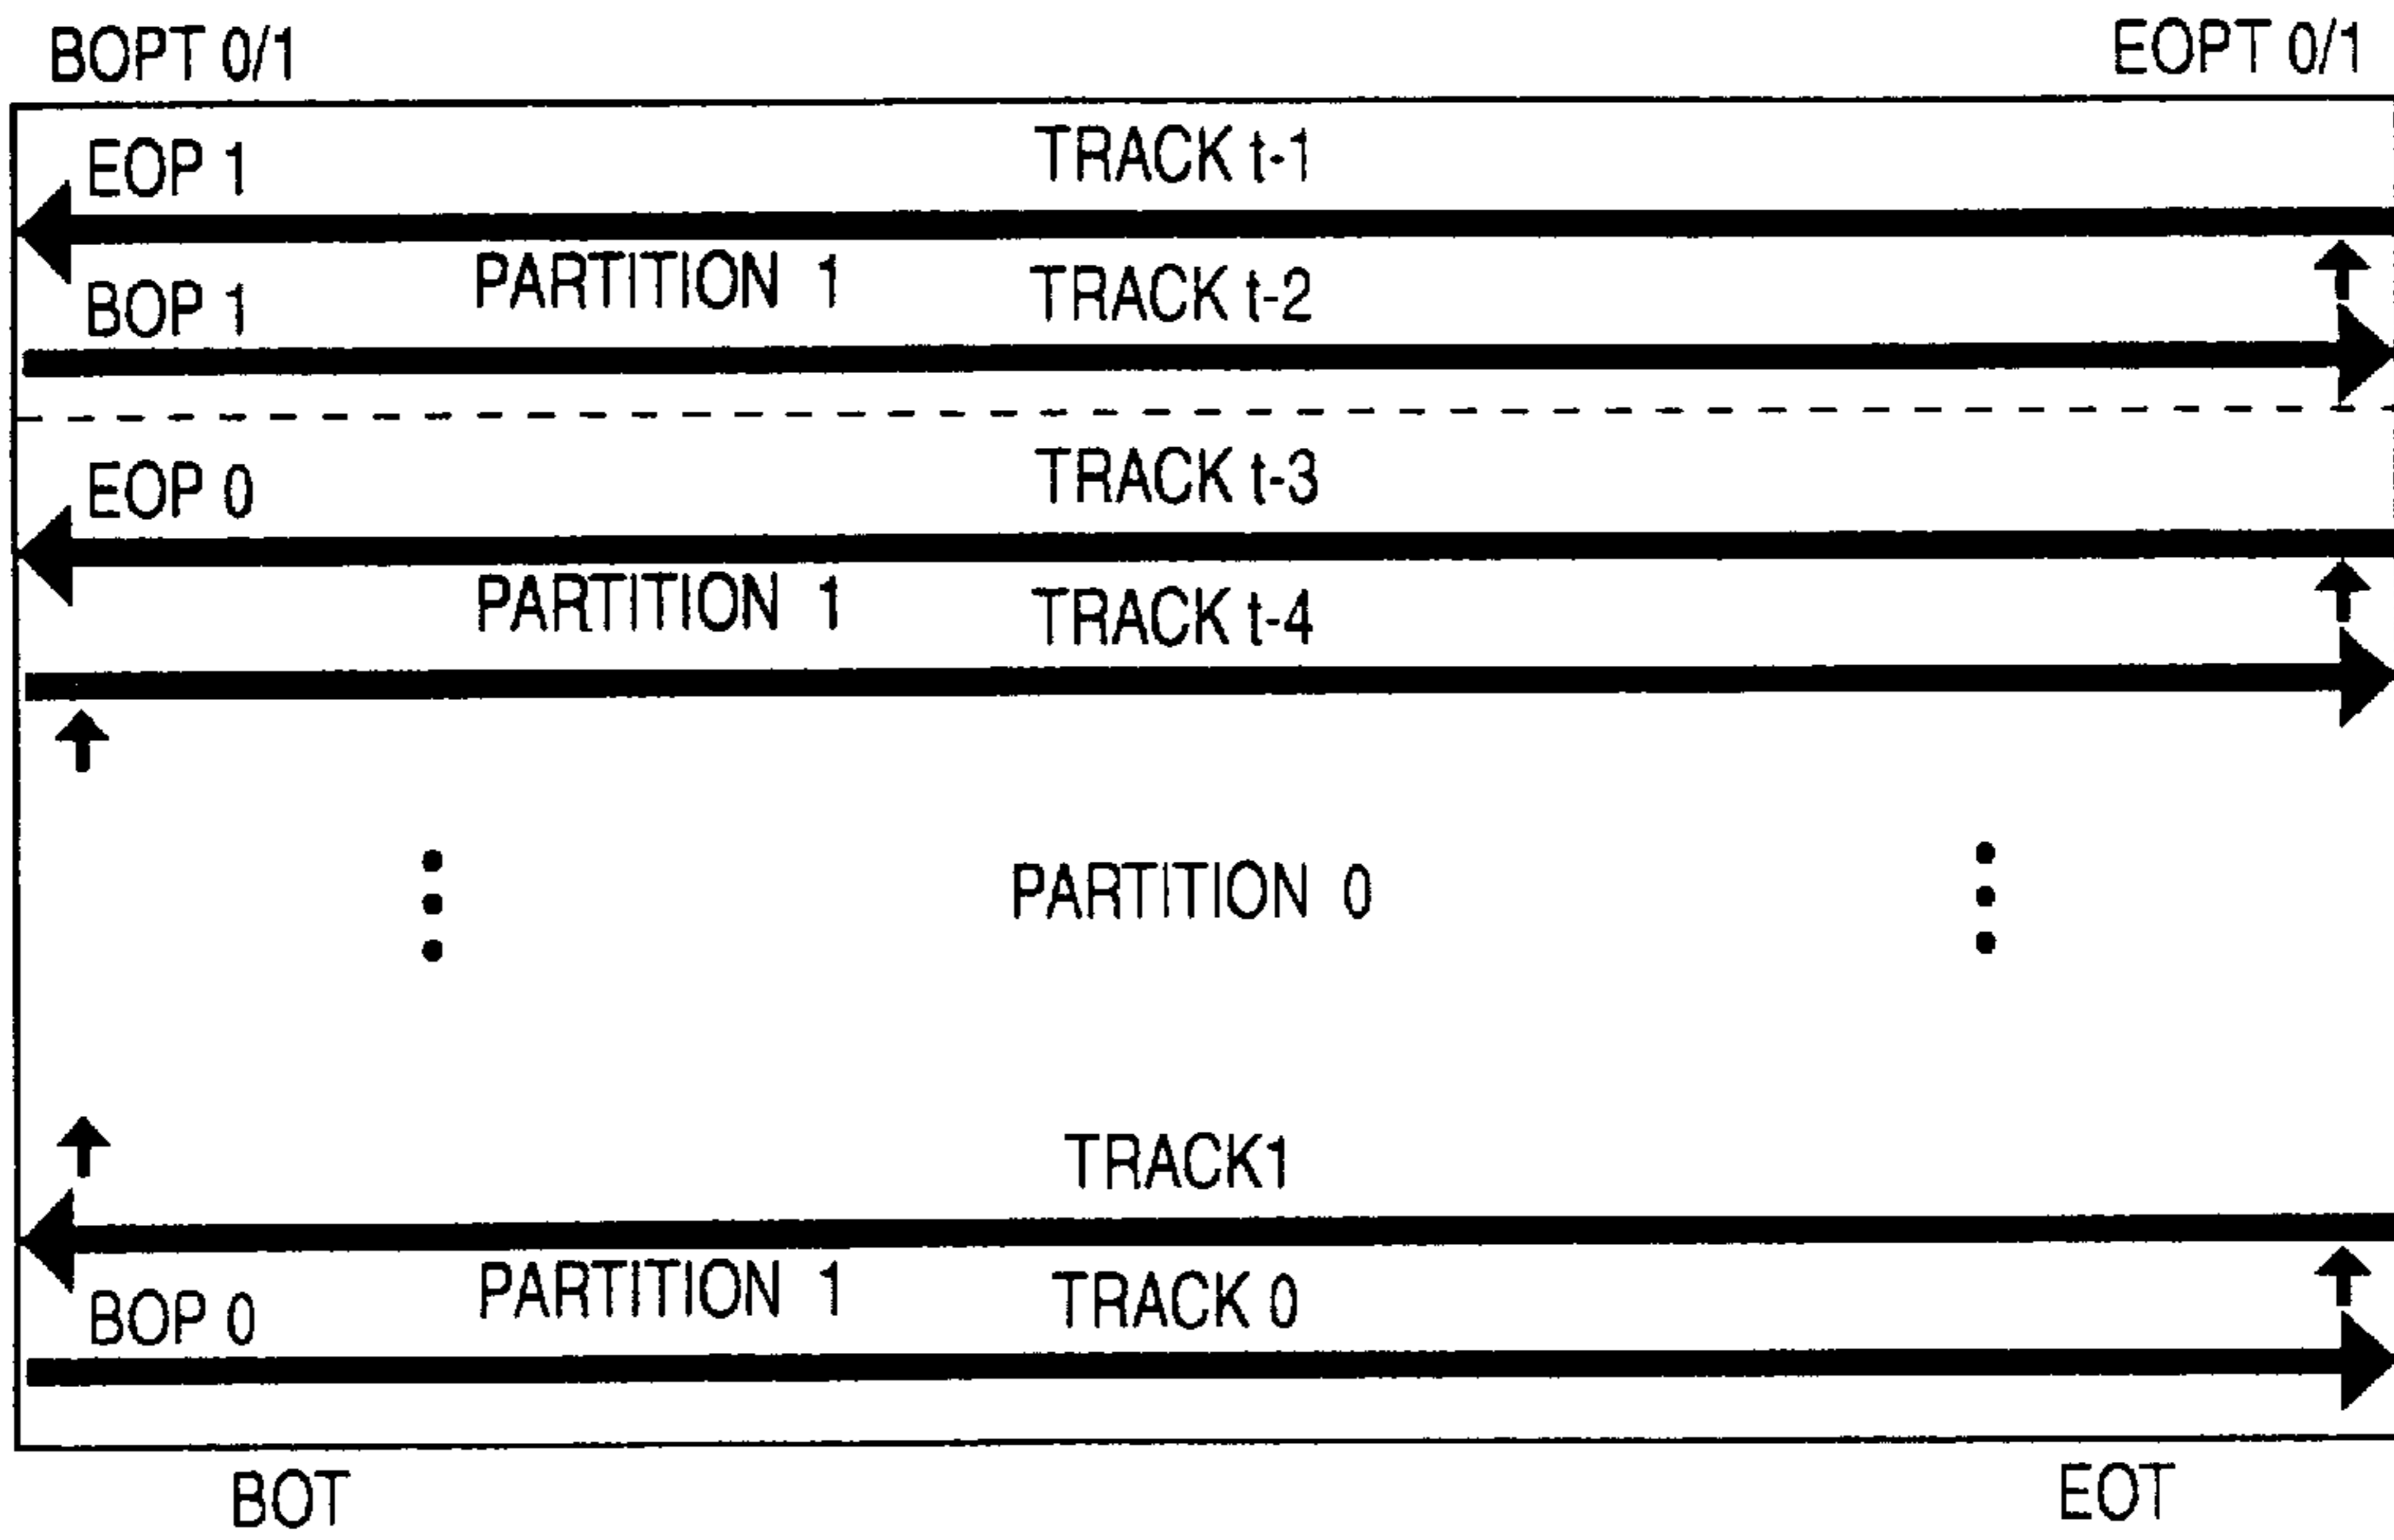 BOPT 0/1 EOPT 0/1
EOP 1 TRACK t-1
PARTITION 1 TRACK t-2
BOP 1
EOP 0 TRACK t-3
PARTITION 1 TRACK t-4
PARTITION 0
TRACK1
PARTITION 1 TRACK 0
BOP 0
BOT EOT